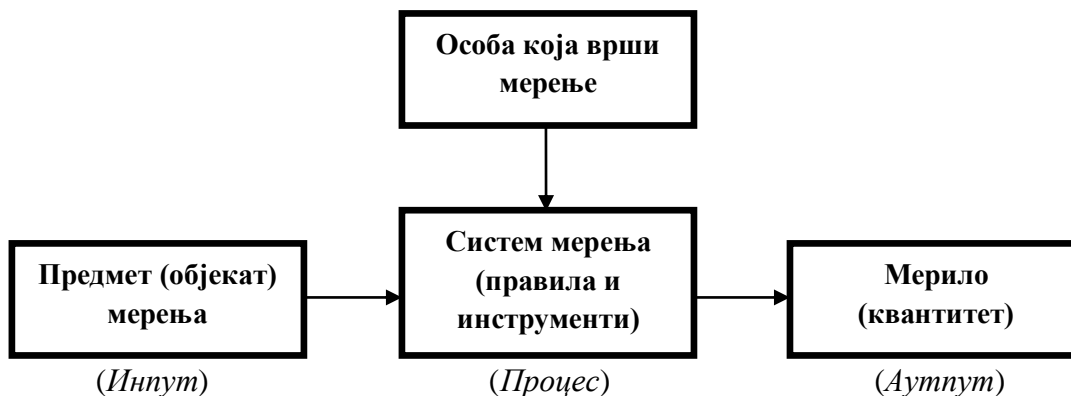 Особа која врши
мерење
Предмет (објекат)
мерења
Систем мерења
(правила и
инструменти)
Мерило
(квантитет)
(Инпут)
(Процес)
(Аутпут)